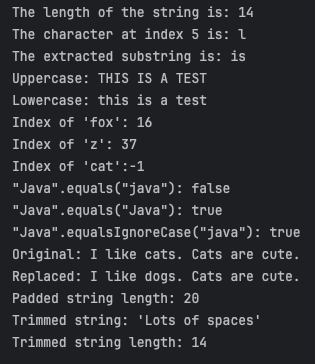 The length of the string is: 14
The character at index 5 is: l
The extracted substring is: is
Uppercase: THIS IS A TEST
Lowercase: this is a test
Index of 'fox': 16
Index of 'z': 37
Index of 'cat':-1
"Java".equals("java"): false
"Java".equals("Java"): true
"Java".equalsIgnoreCase("java"): true
Original: I like cats. Cats are cute.
Replaced: I like dogs. Cats are cute.
Padded string length: 20
Trimmed string: 'Lots of spaces'
Trimmed string length: 14